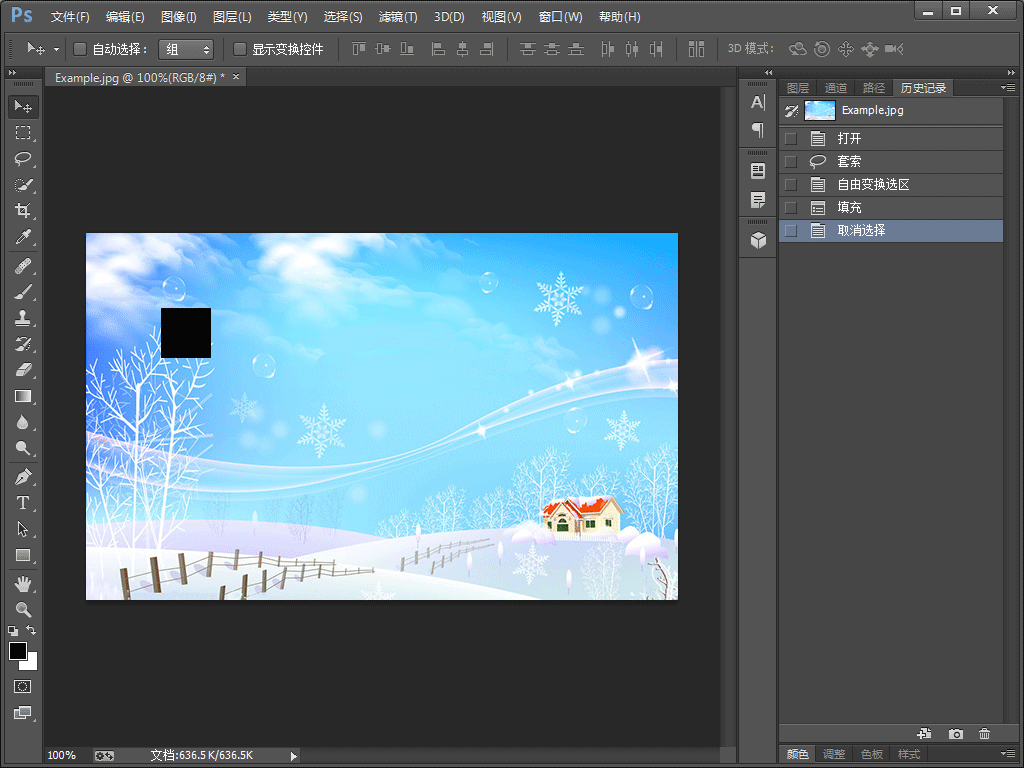 Ps 文件(F) 编辑(E) 图像(I) 图层(L) 类型(Y) 选择(S) 滤镜(T) 3D(D) 视图(V) 窗口(W) 帮助(H)
自动选择： 组 显示变换控件 3D 模式：
Example.jpg @ 100%(RGB/8#) * ×
图层 通道 路径 历史记录
Example.jpg
打开
套索
自由变换选区
填充
取消选择
100% 文档:636.5K/636.5K
颜色 调整 色板 样式